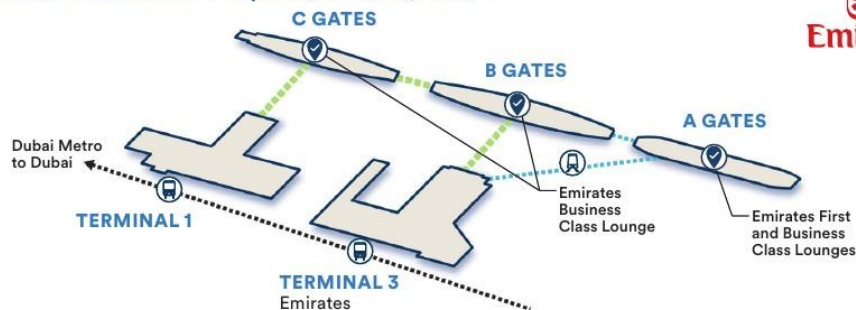 C GATES
B GATES
A GATES
Dubai Metro
to Dubai
TERMINAL 1
Emirates
Business
Class Lounge
Emirates First
and Business
Class Lounges
TERMINAL 3
Emirates